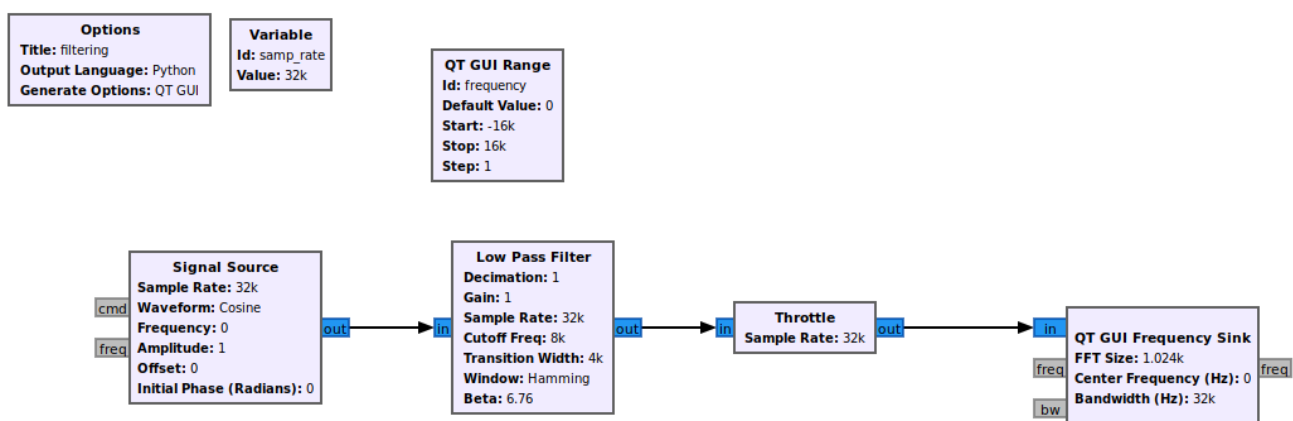 Options
Title: filtering
Output Language: Python
Generate Options: QT GUI
Variable
Id: samp_rate
Value: 32k
QT GUI Range
Id: frequency
Default Value: 0
Start: -16k
Stop: 16k
Step: 1
Signal Source
Sample Rate: 32k
Waveform: Cosine
Frequency: 0
Amplitude: 1
Offset: 0
Initial Phase (Radians): 0
cmd
freq
out
Low Pass Filter
Decimation: 1
Gain: 1
Sample Rate: 32k
Cutoff Freq: 8k
Transition Width: 4k
Window: Hamming
Beta: 6.76
in
out
Throttle
Sample Rate: 32k
in
out
QT GUI Frequency Sink
FFT Size: 1.024k
Center Frequency (Hz): 0
Bandwidth (Hz): 32k
in
freq
bw
freq